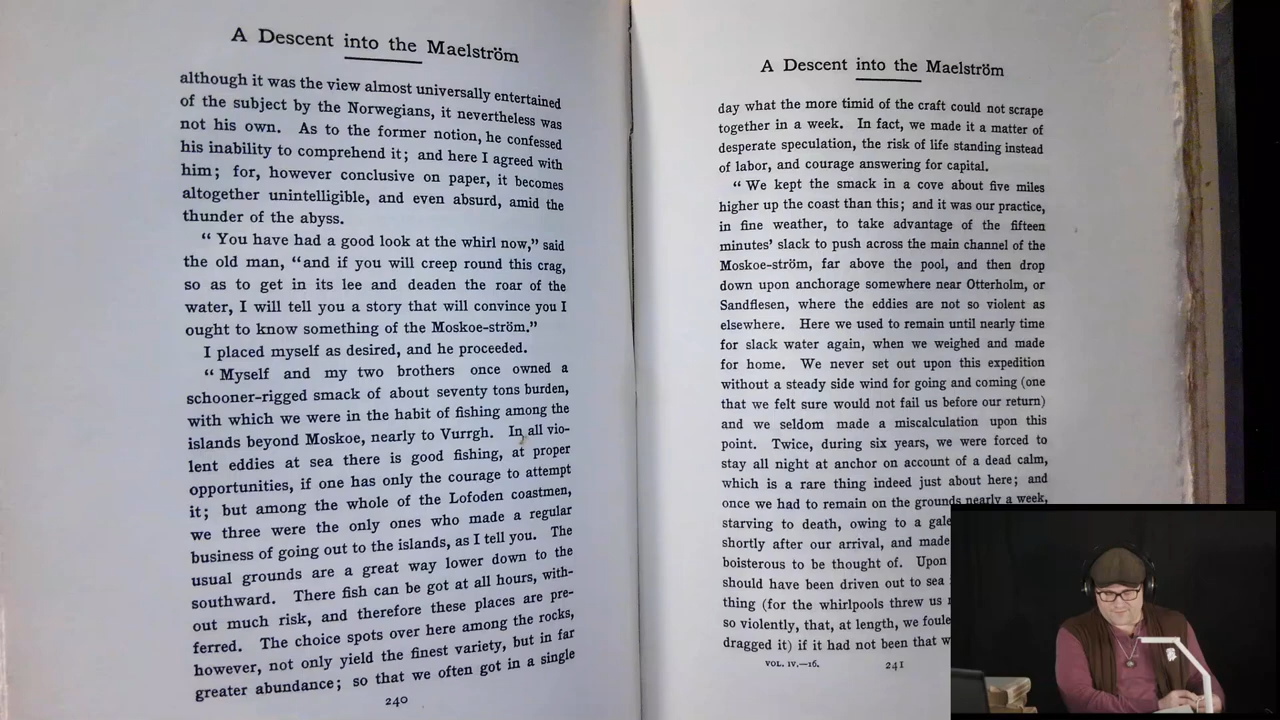 A Descent into the Maelström
although it was the view almost universally entertained
of the subject by the Norwegians, it nevertheless was
not his own. As to the former notion, he confessed
his inability to comprehend it; and here I agreed with
him; for, however conclusive on paper, it becomes
altogether unintelligible, and even absurd, amid the
thunder of the abyss.
“ You have had a good look at the whirl now,” said
the old man, “and if you will creep round this crag,
so as to get in its lee and deaden the roar of the
water, I will tell you a story that will convince you I
ought to know something of the Moskoe-ström.”
I placed myself as desired, and he proceeded.
“ Myself and my two brothers once owned a
schooner-rigged smack of about seventy tons burden,
with which we were in the habit of fishing among the
islands beyond Moskoe, nearly to Vurrgh. In all vio-
lent eddies at sea there is good fishing, at proper
opportunities, if one has only the courage to attempt
it; but among the whole of the Lofoden coastmen,
we three were the only ones who made a regular
business of going out to the islands, as I tell you. The
usual grounds are a great way lower down to the
southward. There fish can be got at all hours, with-
out much risk, and therefore these places are pre-
ferred. The choice spots over here among the rocks,
however, not only yield the finest variety, but in far
greater abundance; so that we often got in a single
240
A Descent into the Maelström
day what the more timid of the craft could not scrape
together in a week. In fact, we made it a matter of
desperate speculation, the risk of life standing instead
of labor, and courage answering for capital.
“ We kept the smack in a cove about five miles
higher up the coast than this; and it was our practice,
in fine weather, to take advantage of the fifteen
minutes’ slack to push across the main channel of the
Moskoe-ström, far above the pool, and then drop
down upon anchorage somewhere near Otterholm, or
Sandflesen, where the eddies are not so violent as
elsewhere. Here we used to remain until nearly time
for slack water again, when we weighed and made
for home. We never set out upon this expedition
without a steady side wind for going and coming (one
that we felt sure would not fail us before our return)
and we seldom made a miscalculation upon this
point. Twice, during six years, we were forced to
stay all night at anchor on account of a dead calm,
which is a rare thing indeed just about here; and
once we had to remain on the grounds nearly a week,
starving to death, owing to a gale
shortly after our arrival, and made
boisterous to be thought of. Upon
should have been driven out to sea
thing (for the whirlpools threw us
so violently, that, at length, we
dragged it) if it had not been that
VOL. IV.—16. 241